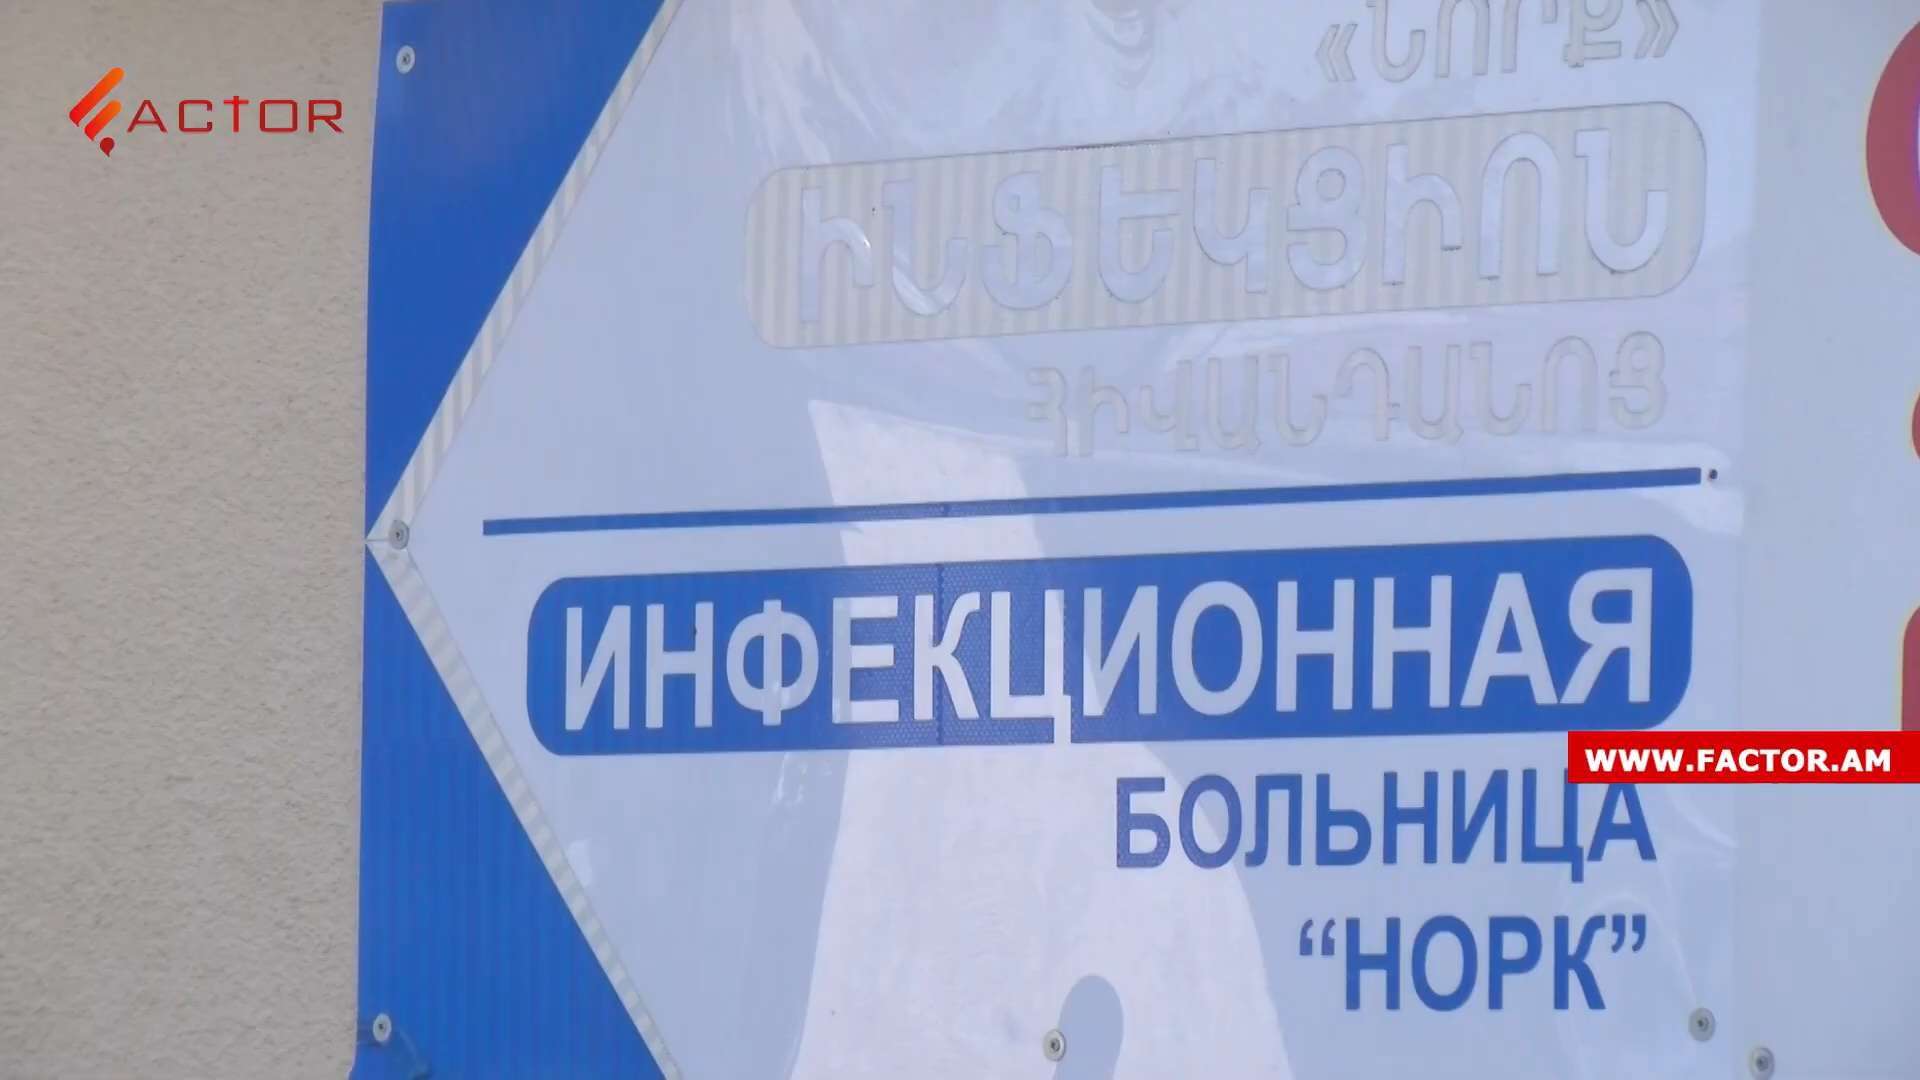 FACTOR
«ՆՈՐՔ»
ԻՆՖԵԿՑԻՈՆ
ՀԻՎԱՆԴԱՆՈՑ
ИНФЕКЦИОННАЯ
WWW.FACTOR.AM
БОЛЬНИЦА
“НОРК”